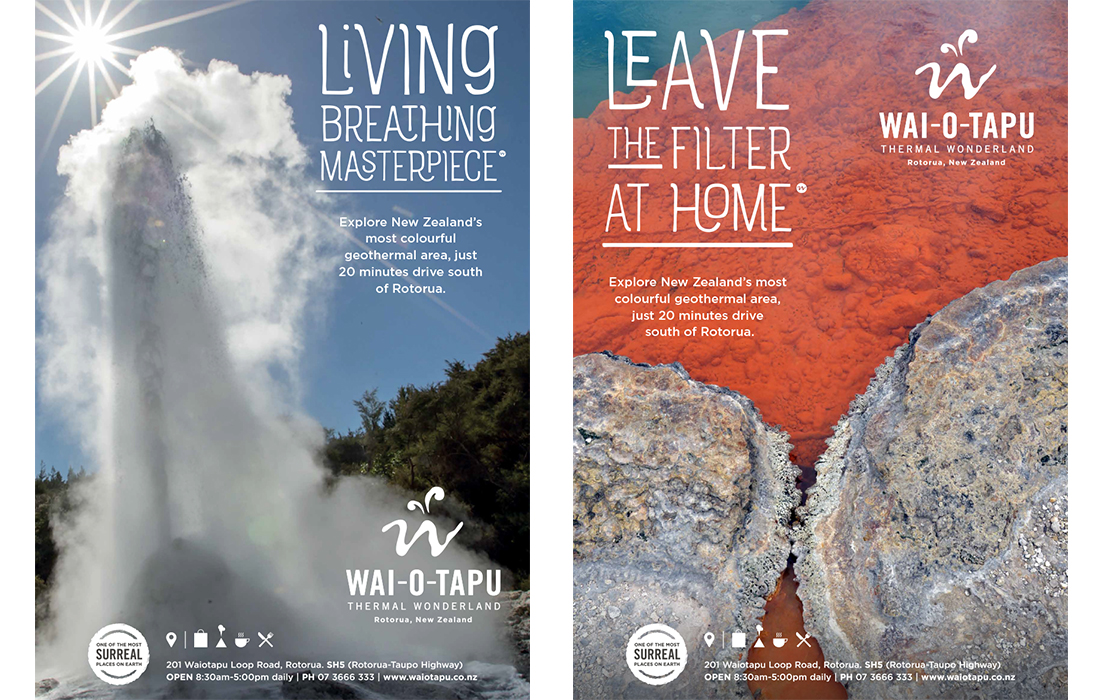 LiVING
BREATHING
MASTERPIECE
Explore New Zealand's
most colourful
geothermal area, just
20 minutes drive south
of Rotorua.
WAI-O-TAPU
THERMAL WONDERLAND
Rotorua, New Zealand
ONE OF THE MOST
SURREAL
PLACES ON EARTH
201 Waiotapu Loop Road, Rotorua. SH5 (Rotorua-Taupo Highway)
OPEN 8:30am-5:00pm daily | PH 07 3666 333 | www.waiotapu.co.nz
LEAVE
THE FILTER
AT HOME
WAI-O-TAPU
THERMAL WONDERLAND
Rotorua, New Zealand
Explore New Zealand's most
colourful geothermal area,
just 20 minutes drive
south of Rotorua.
ONE OF THE MOST
SURREAL
PLACES ON EARTH
201 Waiotapu Loop Road, Rotorua. SH5 (Rotorua-Taupo Highway)
OPEN 8:30am-5:00pm daily | PH 07 3666 333 | www.waiotapu.co.nz